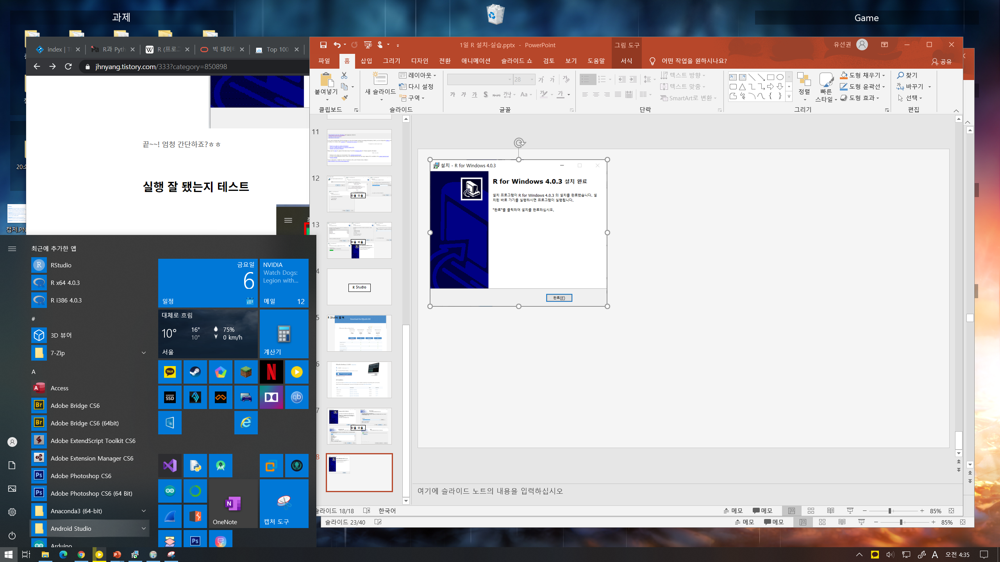 과제
Game
index | T
R과 Pyth
R (프로그
빅 데이터
Top 100
jhnyang.tistory.com/333?category=850898
끝~~! 엄청 간단하죠?ㅎㅎ
실행 잘 됐는지 테스트
캡처.PN
1일 R 설치-실습.pptx - PowerPoint
그림 도구
유선권
파일 홈 삽입 그리기 디자인 전환 애니메이션 슬라이드 쇼 검토 보기 도움말 서식 어떤 작업을 원하시나요?
공유
붙여넣기
클립보드
새 슬라이드
레이아웃
다시 설정
구역
슬라이드
28
가 가 가 S 가나 Aa 가
글꼴
텍스트 방향
텍스트 맞춤
SmartArt로 변환
단락
정렬
빠른 스타일
도형 채우기
도형 윤곽선
도형 효과
그리기
찾기
바꾸기
선택
편집
11
12
다음 다음..
13
다음 다음..
4
R Studio
5
R Studio 검색
Download the RStudio IDE
6
7
다음 다음..
8
설치 - R for Windows 4.0.3
R for Windows 4.0.3 설치 완료
설치 프로그램이 R for Windows 4.0.3 의 설치를 완료했습니다. 설
치된 바로 가기를 실행하시면 프로그램이 실행됩니다.
"완료"를 클릭하여 설치를 완료하십시오.
완료(F)
여기에 슬라이드 노트의 내용을 입력하십시오
슬라이드 18/18 한국어 메모 메모 85%
슬라이드 23/40 메모 메모 85%
최근에 추가한 앱
RStudio
R x64 4.0.3
R i386 4.0.3
#
3D 뷰어
7-Zip
A
Access
Adobe Bridge CS6
Adobe Bridge CS6 (64bit)
Adobe ExtendScript Toolkit CS6
Adobe Extension Manager CS6
Adobe Photoshop CS6
Adobe Photoshop CS6 (64 Bit)
Anaconda3 (64-bit)
Android Studio
Arduino
금요일
6
일정
NVIDIA
Watch Dogs:
Legion with...
메일 12
대체로 흐림
10° 16° 75%
10° 0 km/h
서울
계산기
TALK
SSD
qb
OneNote
캡처 도구
A 오전 4:35